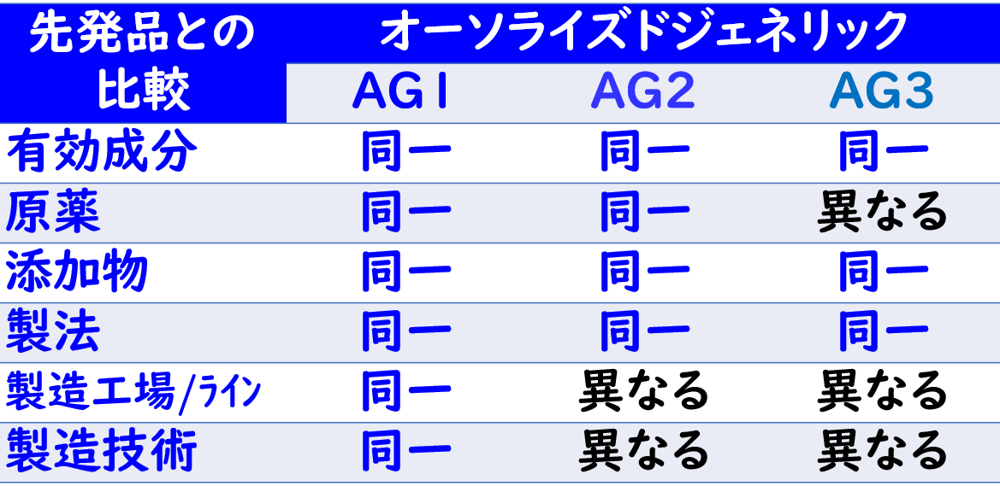 先発品との比較 オーソライズドジェネリック
AG1 AG2 AG3
有効成分 同一 同一 同一
原薬 同一 同一 異なる
添加物 同一 同一 同一
製法 同一 同一 同一
製造工場/ﾗｲﾝ 同一 異なる 異なる
製造技術 同一 異なる 異なる